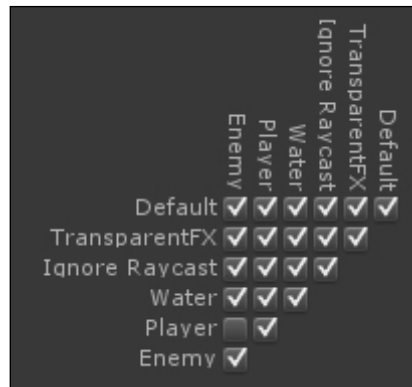 Enemy
Player
Water
Ignore Raycast
TransparentFX
Default
Default
TransparentFX
Ignore Raycast
Water
Player
Enemy